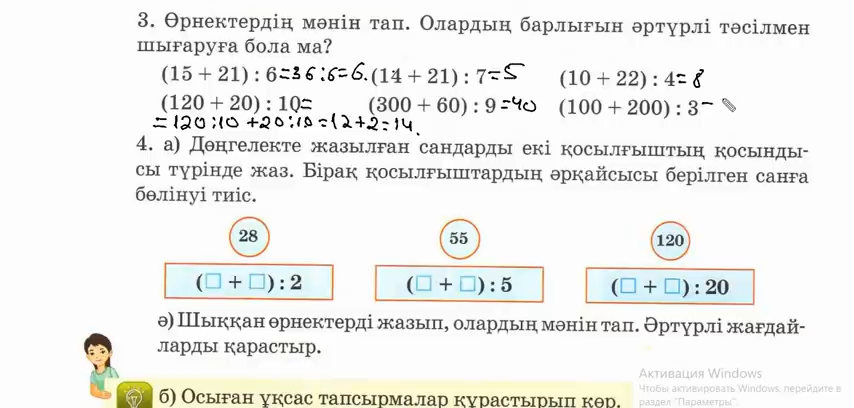 3. Өрнектердің мәнін тап. Олардың барлығын әртүрлі тәсілмен
шығаруға бола ма?
(15 + 21) : 6=36:6=6. (14 + 21) : 7=5 (10 + 22) : 4=8
(120 + 20) : 10= (300 + 60) : 9=40 (100 + 200) : 3-
=120:10+20:10=12+2=14.
4. а) Дөңгелекте жазылған сандарды екі қосылғыштың қосынды-
сы түрінде жаз. Бірақ қосылғыштардың әрқайсысы берілген санға
бөлінуі тиіс.
28 55 120
(□ + □) : 2 (□ + □) : 5 (□ + □) : 20
ә) Шыққан өрнектерді жазып, олардың мәнін тап. Әртүрлі жағдай-
ларды қарастыр.
Активация Windows
Чтобы активировать Windows, перейдите в
раздел "Параметры".
б) Осыған ұқсас тапсырмалар құрастырып көр.